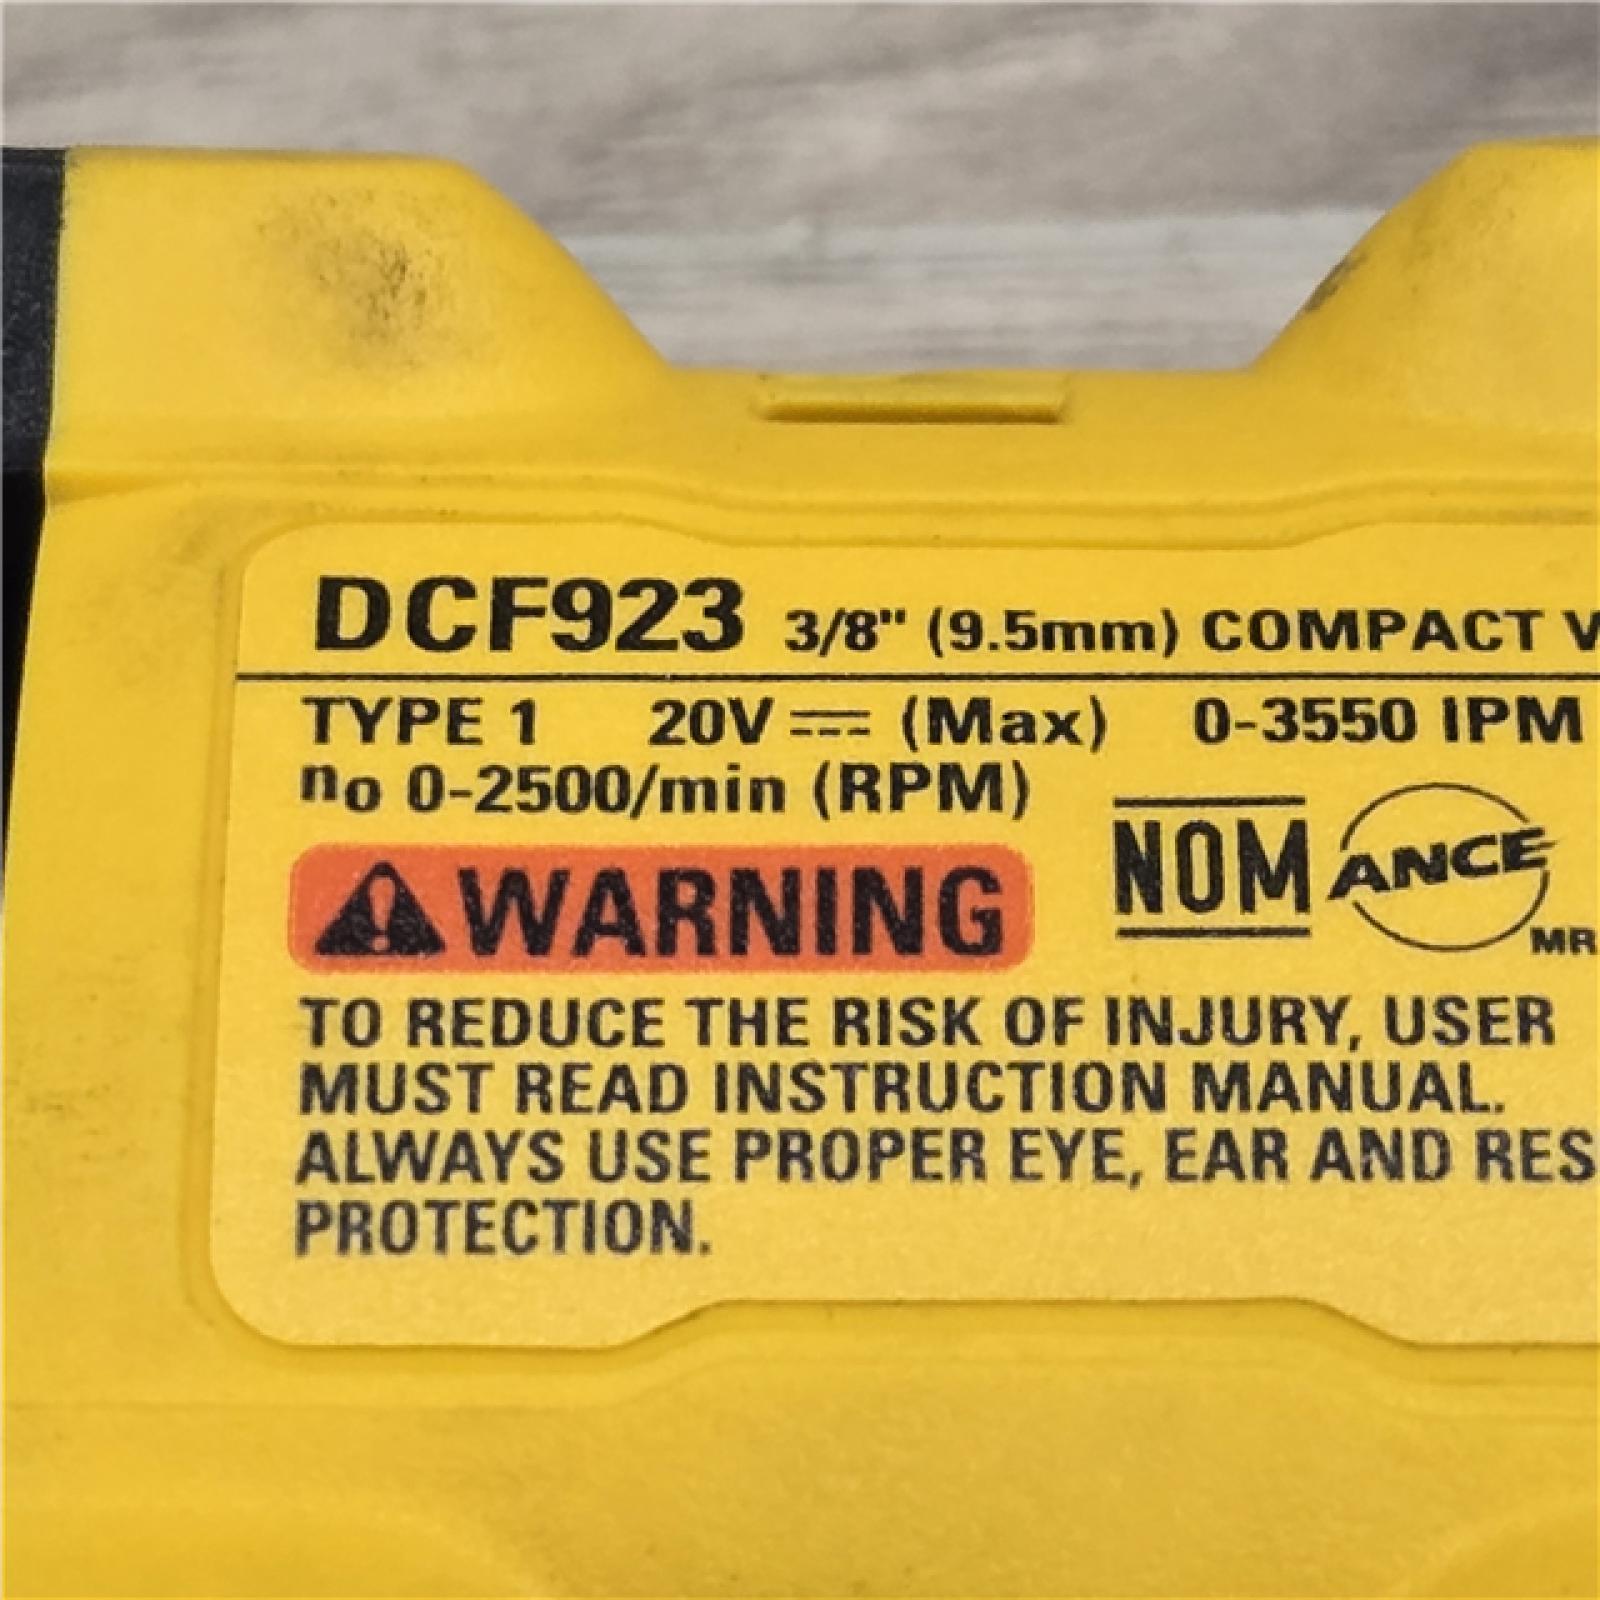 DCF923 3/8" (9.5mm) COMPACT
TYPE 1 20V ⎓ (Max) 0-3550 IPM
no 0-2500/min (RPM)
NOM ANCE MR
WARNING
TO REDUCE THE RISK OF INJURY, USER
MUST READ INSTRUCTION MANUAL.
ALWAYS USE PROPER EYE, EAR AND RES
PROTECTION.